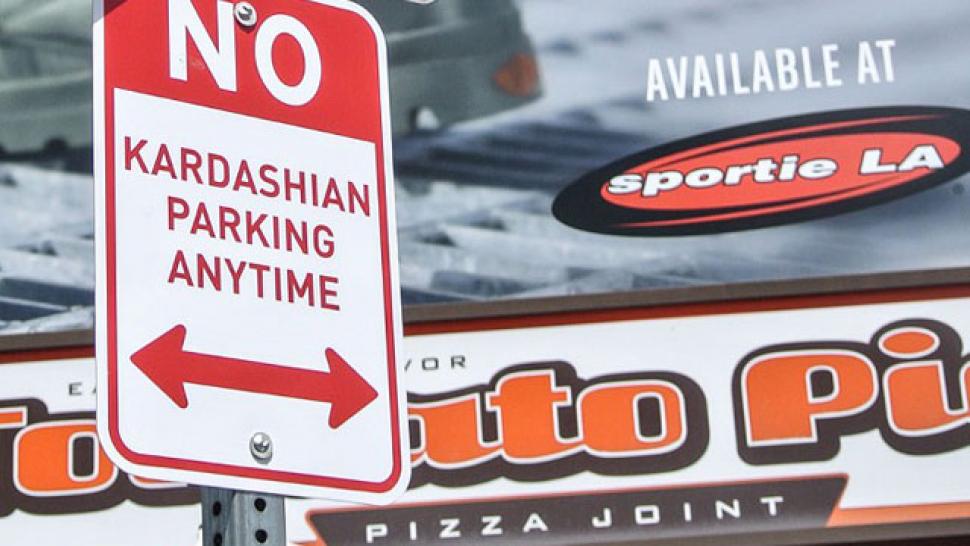 NO
KARDASHIAN
PARKING
ANYTIME
AVAILABLE AT
sportie LA
PIZZA JOINT